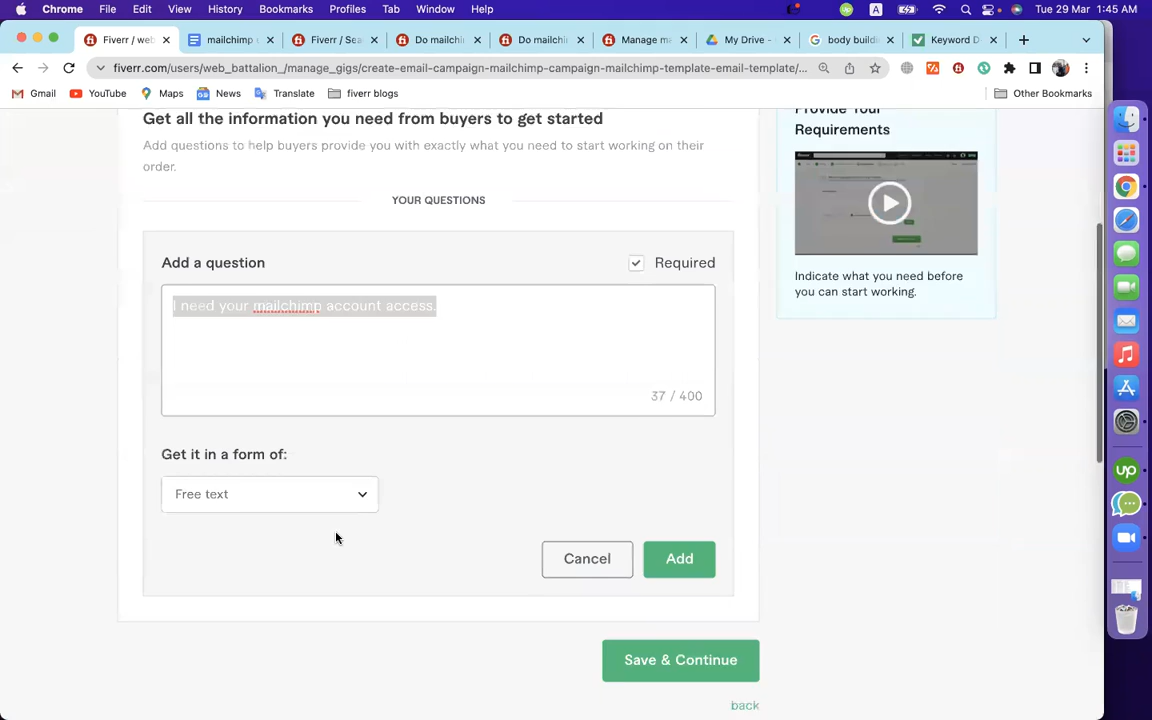 Chrome File Edit View History Bookmarks Profiles Tab Window Help A Tue 29 Mar 1:45 AM
Fiverr / web mailchimp Fiverr / Sea Do mailchi Do mailchi Manage m My Drive - body build Keyword D
fiverr.com/users/web_battalion_/manage_gigs/create-email-campaign-mailchimp-campaign-mailchimp-template-email-template/...
Gmail YouTube Maps News Translate fiverr blogs Other Bookmarks
Get all the information you need from buyers to get started
Add questions to help buyers provide you with exactly what you need to start working on their
order.
YOUR QUESTIONS
Add a question
Required
I need your mailchimp account access.
37 / 400
Get it in a form of:
Free text
Cancel
Add
Save & Continue
back
Provide Your
Requirements
Indicate what you need before
you can start working.
up